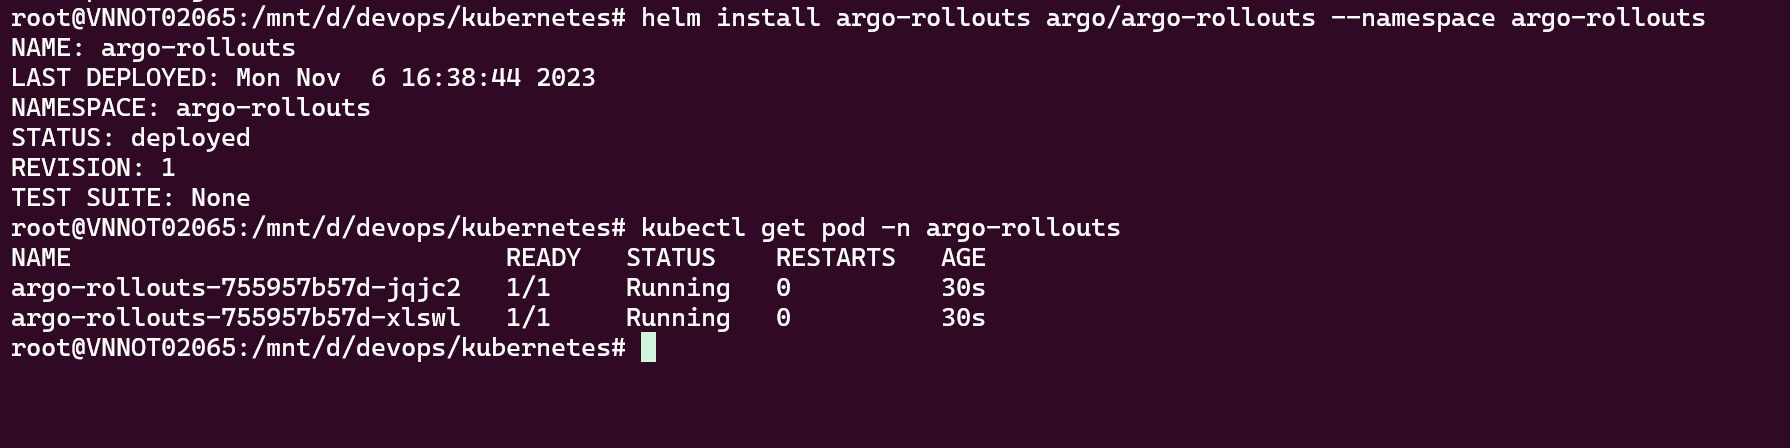 root@VNNOT02065:/mnt/d/devops/kubernetes# helm install argo-rollouts argo/argo-rollouts --namespace argo-rollouts
NAME: argo-rollouts
LAST DEPLOYED: Mon Nov  6 16:38:44 2023
NAMESPACE: argo-rollouts
STATUS: deployed
REVISION: 1
TEST SUITE: None
root@VNNOT02065:/mnt/d/devops/kubernetes# kubectl get pod -n argo-rollouts
NAME                             READY   STATUS    RESTARTS   AGE
argo-rollouts-755957b57d-jqjc2   1/1     Running   0          30s
argo-rollouts-755957b57d-xlswl   1/1     Running   0          30s
root@VNNOT02065:/mnt/d/devops/kubernetes#